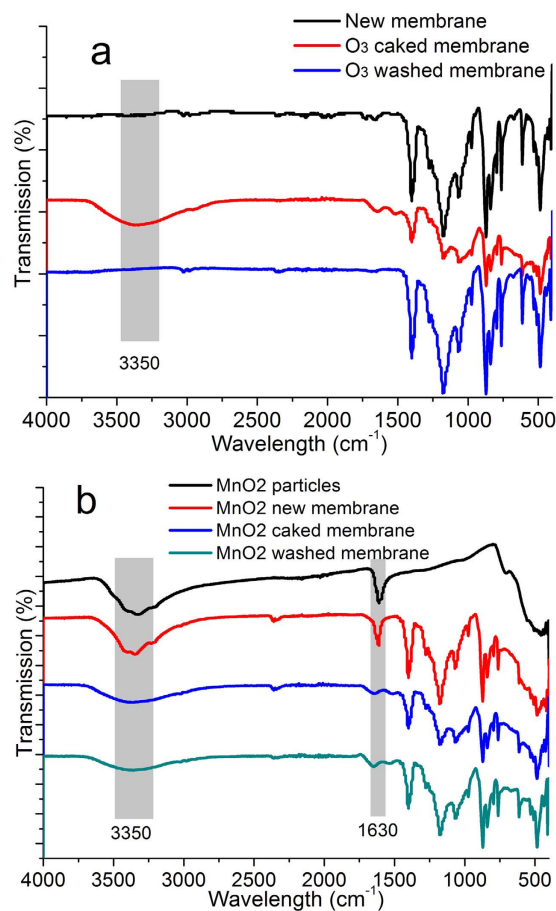 a
New membrane
O₃ caked membrane
O₃ washed membrane
Transmission (%)
3350
4000 3500 3000 2500 2000 1500 1000 500
Wavelength (cm⁻¹)
b
MnO2 particles
MnO2 new membrane
MnO2 caked membrane
MnO2 washed membrane
Transmission (%)
3350
1630
4000 3500 3000 2500 2000 1500 1000 500
Wavelength (cm⁻¹)